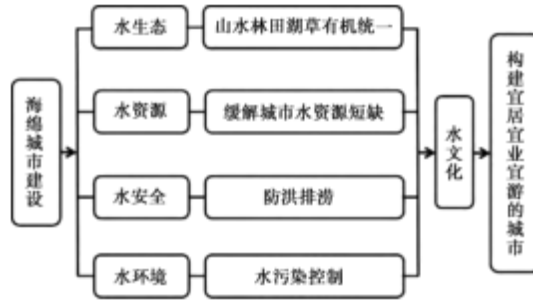 海绵城市建设
水生态
山水林田湖草有机统一
水资源
缓解城市水资源短缺
水安全
防洪排涝
水环境
水污染控制
水文化
构建宜居宜业宜游的城市